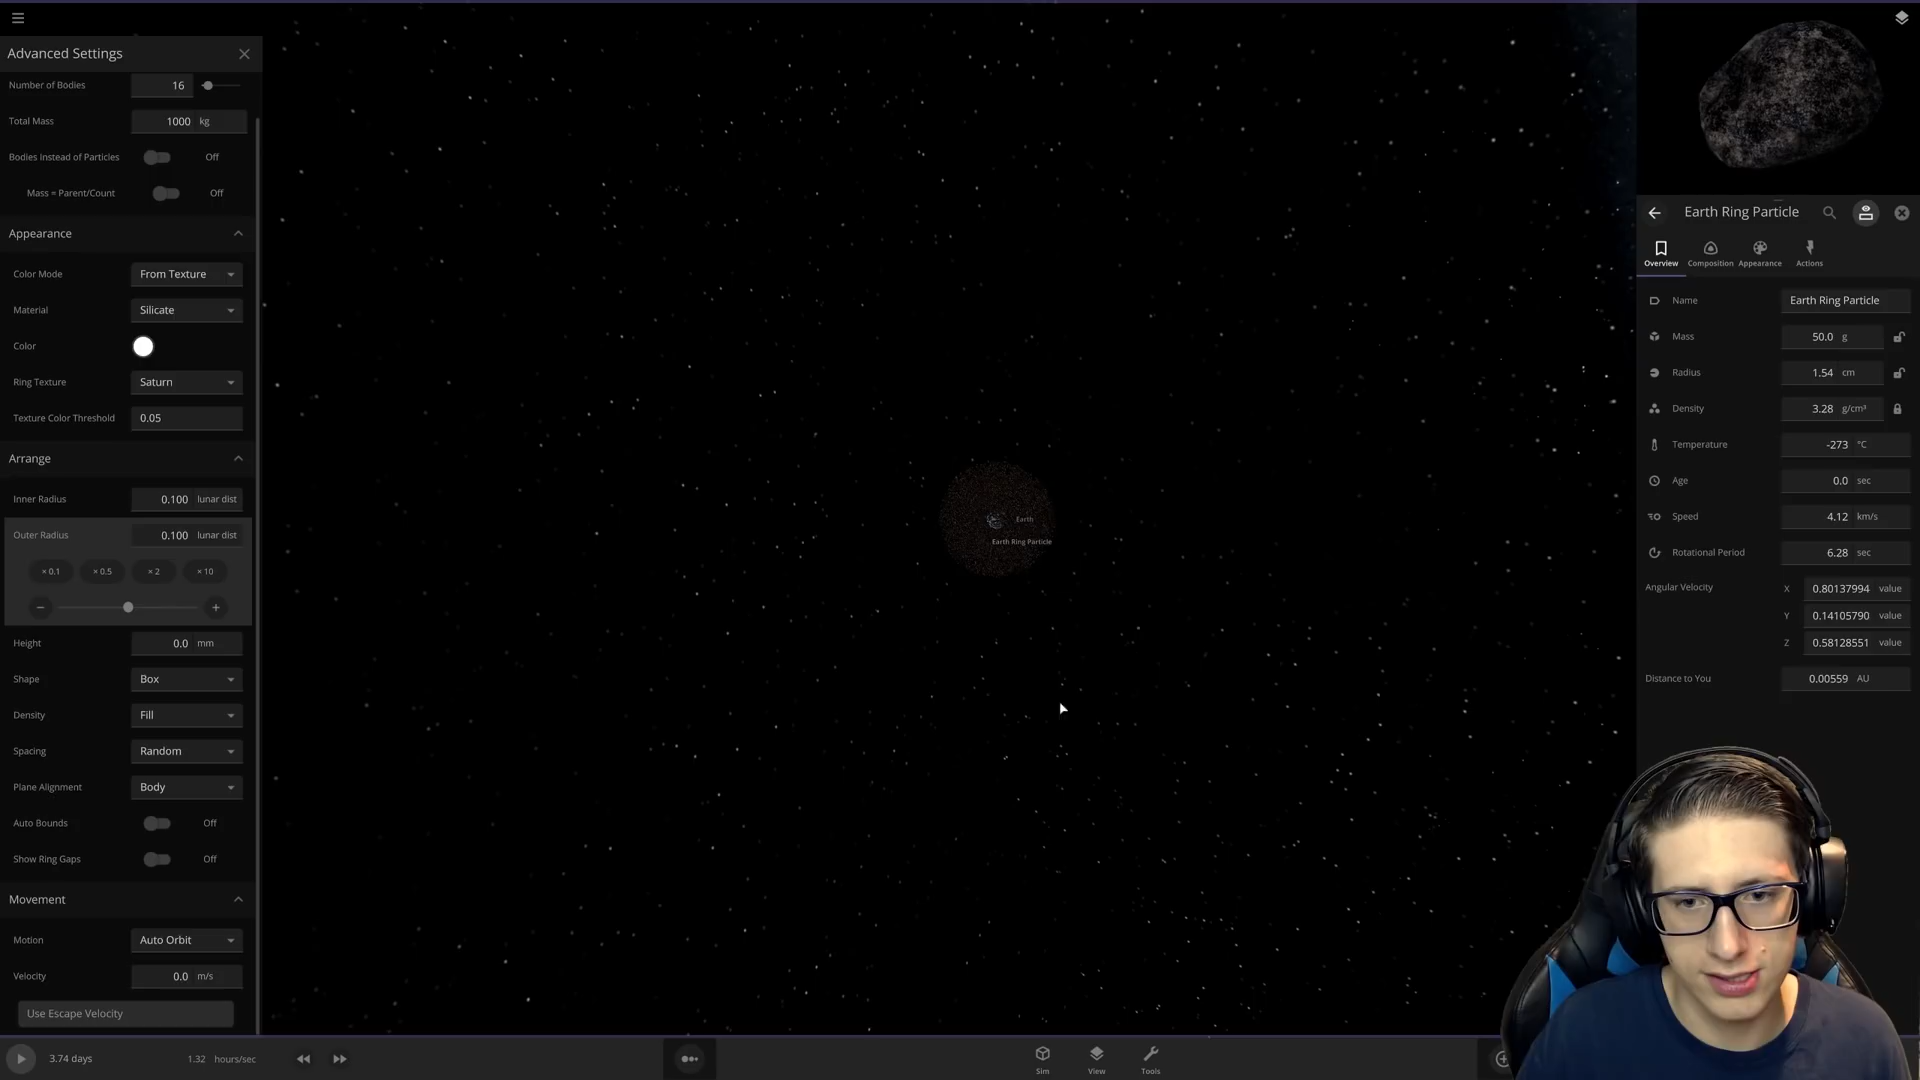 Advanced Settings
Number of Bodies 16
Total Mass 1000 kg
Bodies Instead of Particles Off
Mass = Parent/Count Off
Appearance
Color Mode From Texture
Material Silicate
Color
Ring Texture Saturn
Texture Color Threshold 0.05
Arrange
Inner Radius 0.100 lunar dist
Outer Radius 0.100 lunar dist
× 0.1 × 0.5 × 2 × 10
Height 0.0 mm
Shape Box
Density Fill
Spacing Random
Plane Alignment Body
Auto Bounds Off
Show Ring Gaps Off
Movement
Motion Auto Orbit
Velocity 0.0 m/s
Use Escape Velocity
3.74 days 1.32 hours/sec
Earth
Earth Ring Particle
Sim View Tools
Earth Ring Particle
Overview Composition Appearance Actions
Name Earth Ring Particle
Mass 50.0 g
Radius 1.54 cm
Density 3.28 g/cm³
Temperature -273 °C
Age 0.0 sec
Speed 4.12 km/s
Rotational Period 6.28 sec
Angular Velocity X 0.80137994 value
Y 0.14105790 value
Z 0.58128551 value
Distance to You 0.00559 AU